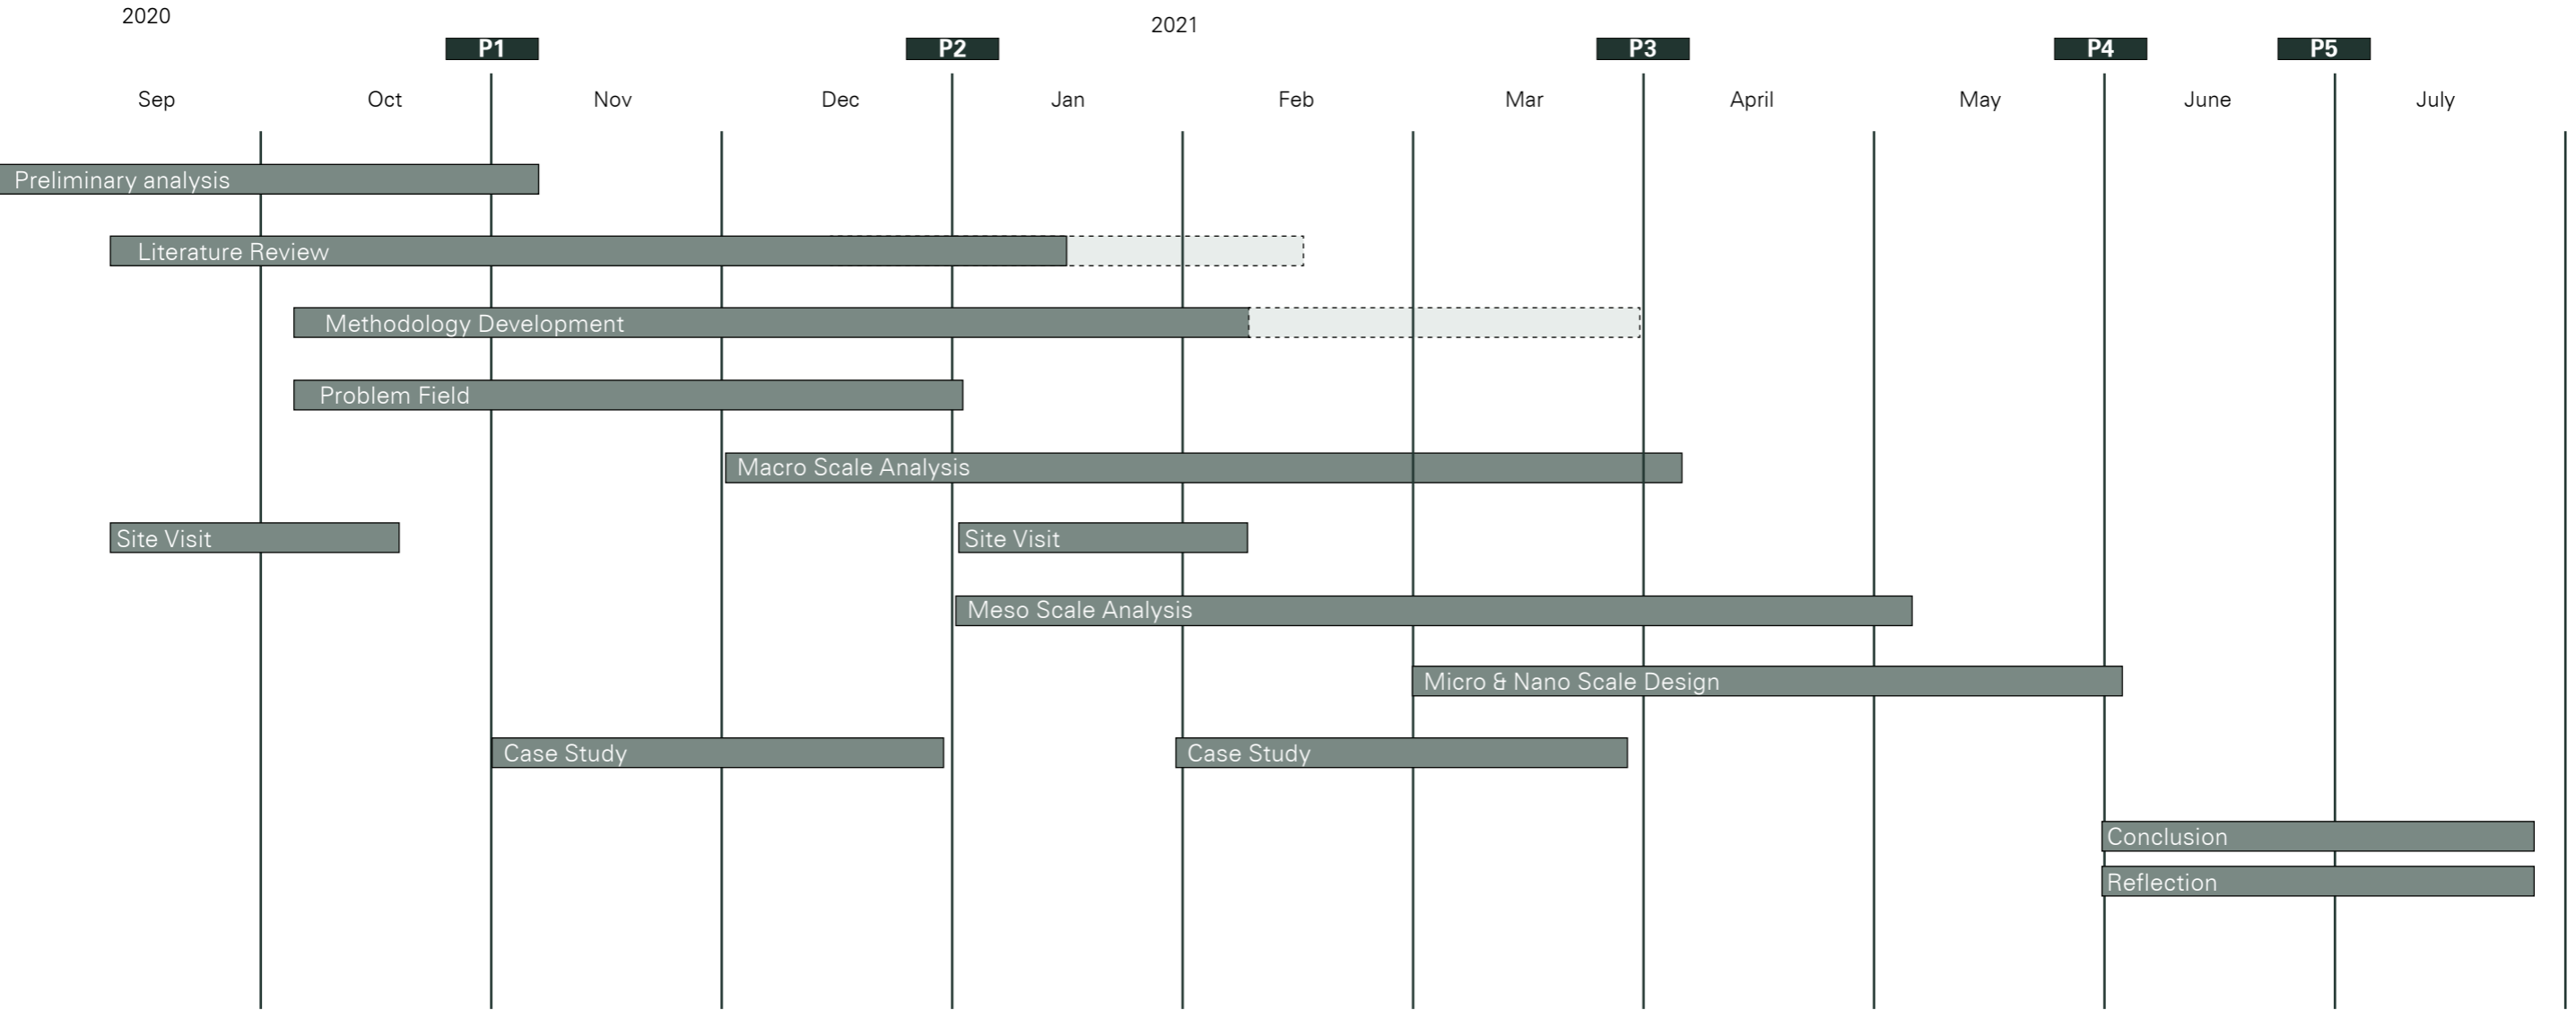 2020
2021
P1
P2
P3
P4
P5
Sep
Oct
Nov
Dec
Jan
Feb
Mar
April
May
June
July
Preliminary analysis
Literature Review
Methodology Development
Problem Field
Macro Scale Analysis
Site Visit
Site Visit
Meso Scale Analysis
Micro & Nano Scale Design
Case Study
Case Study
Conclusion
Reflection